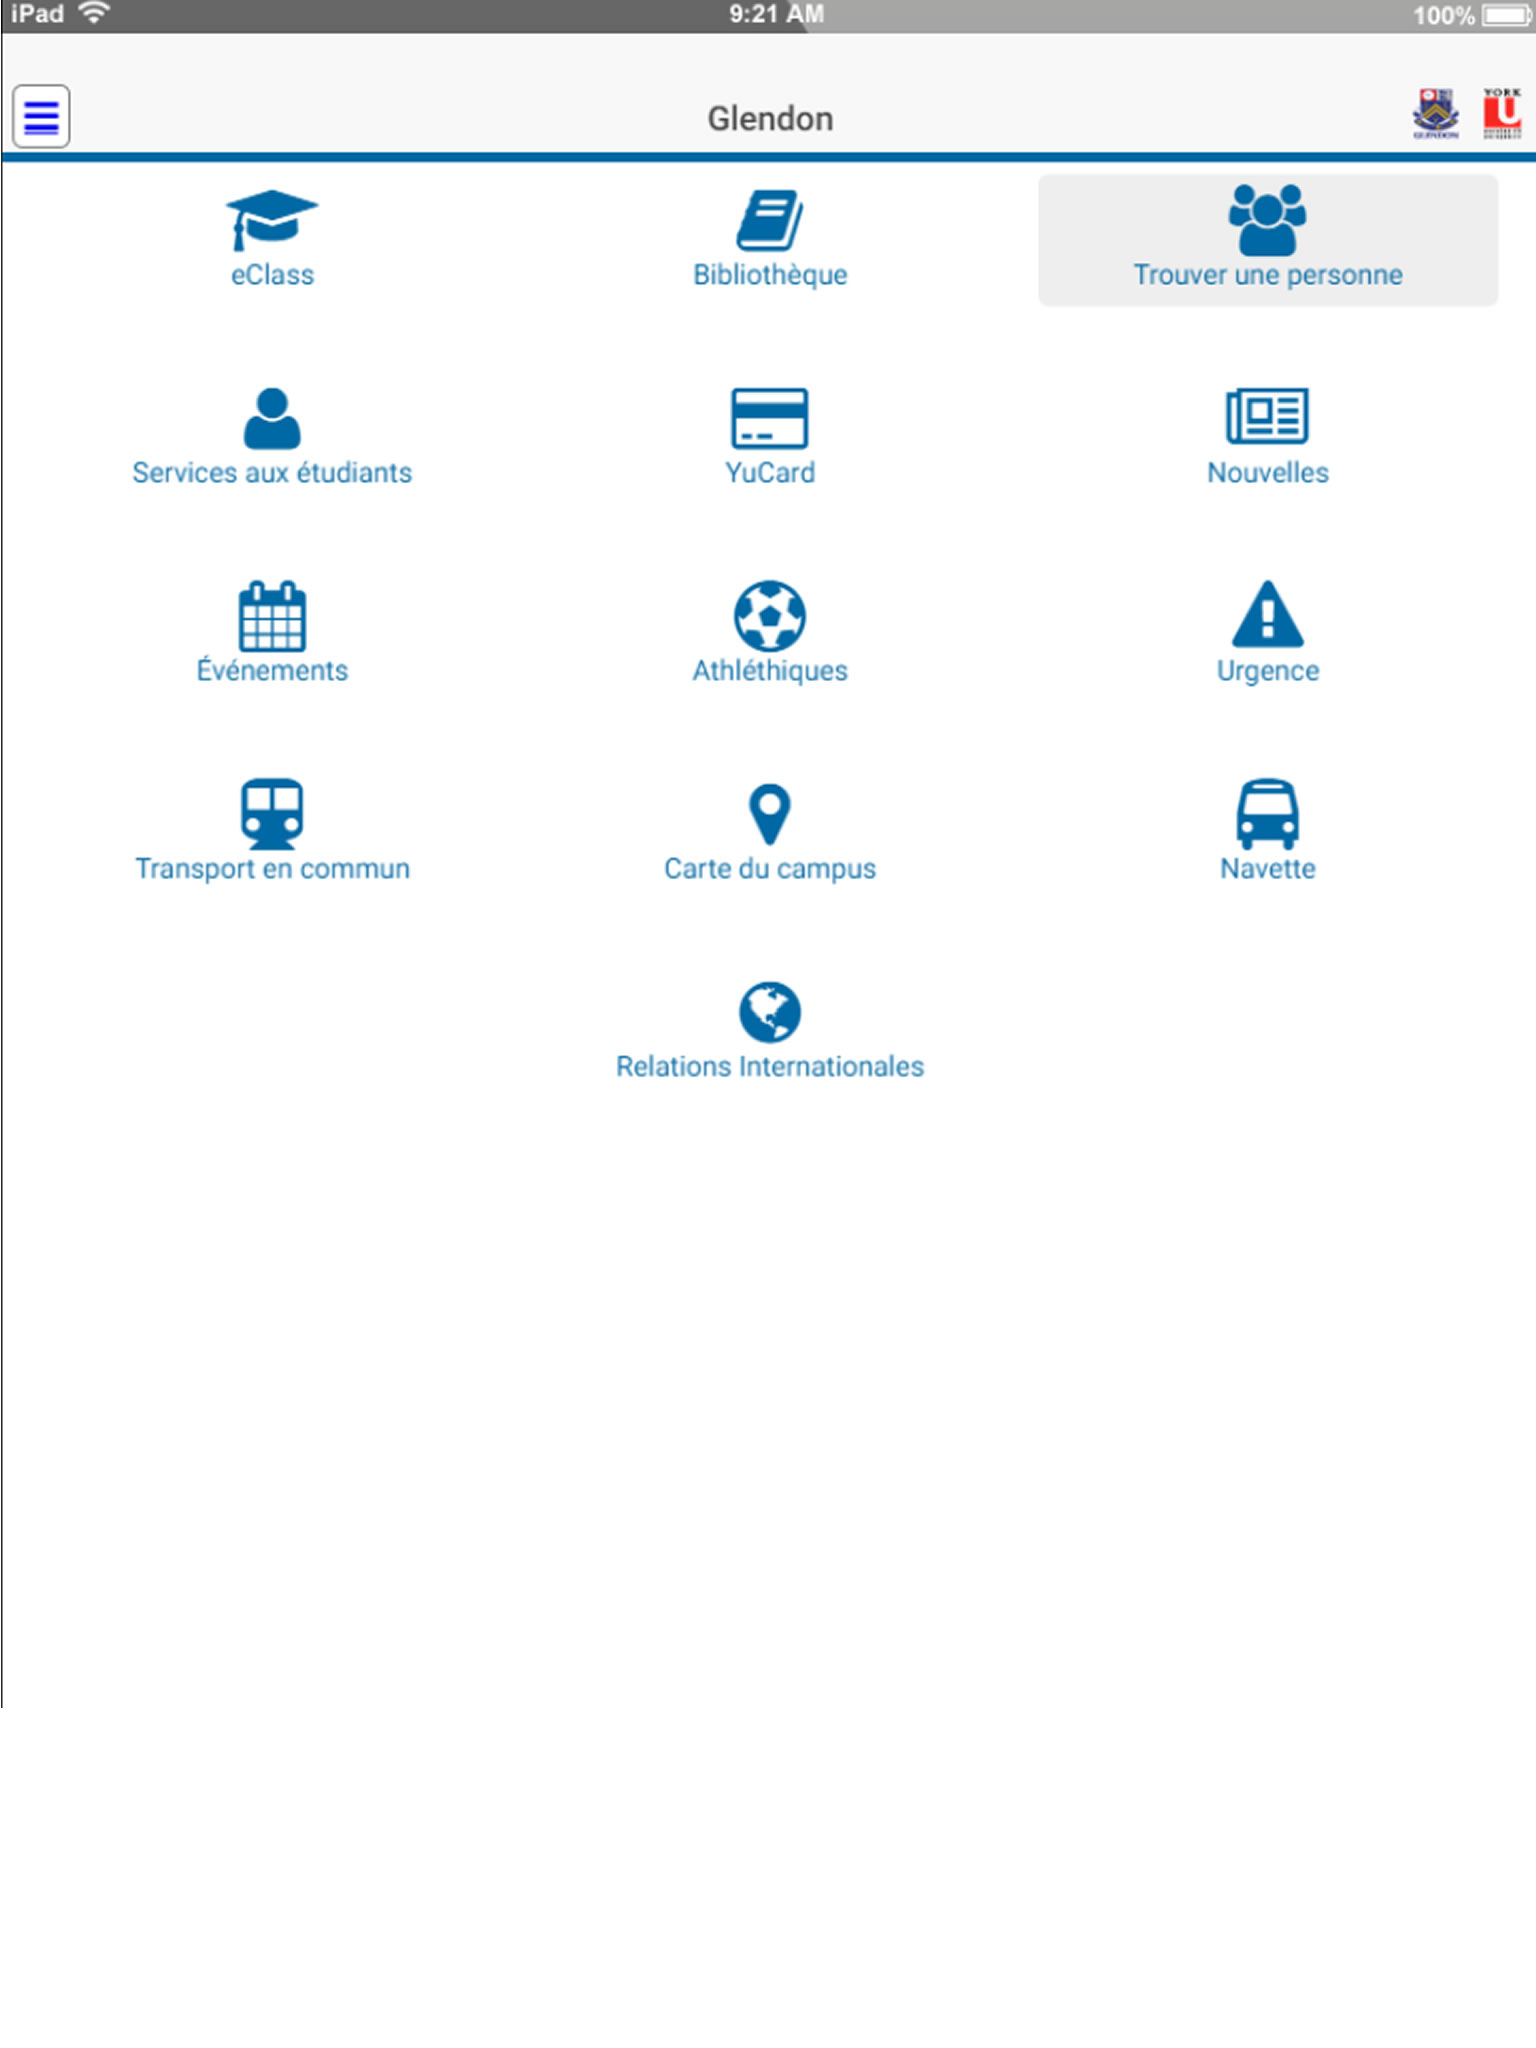 iPad 9:21 AM 100%
Glendon
GLENDON
YORK
U
eClass Bibliothèque Trouver une personne
Services aux étudiants YuCard Nouvelles
Événements Athléthiques Urgence
Transport en commun Carte du campus Navette
Relations Internationales